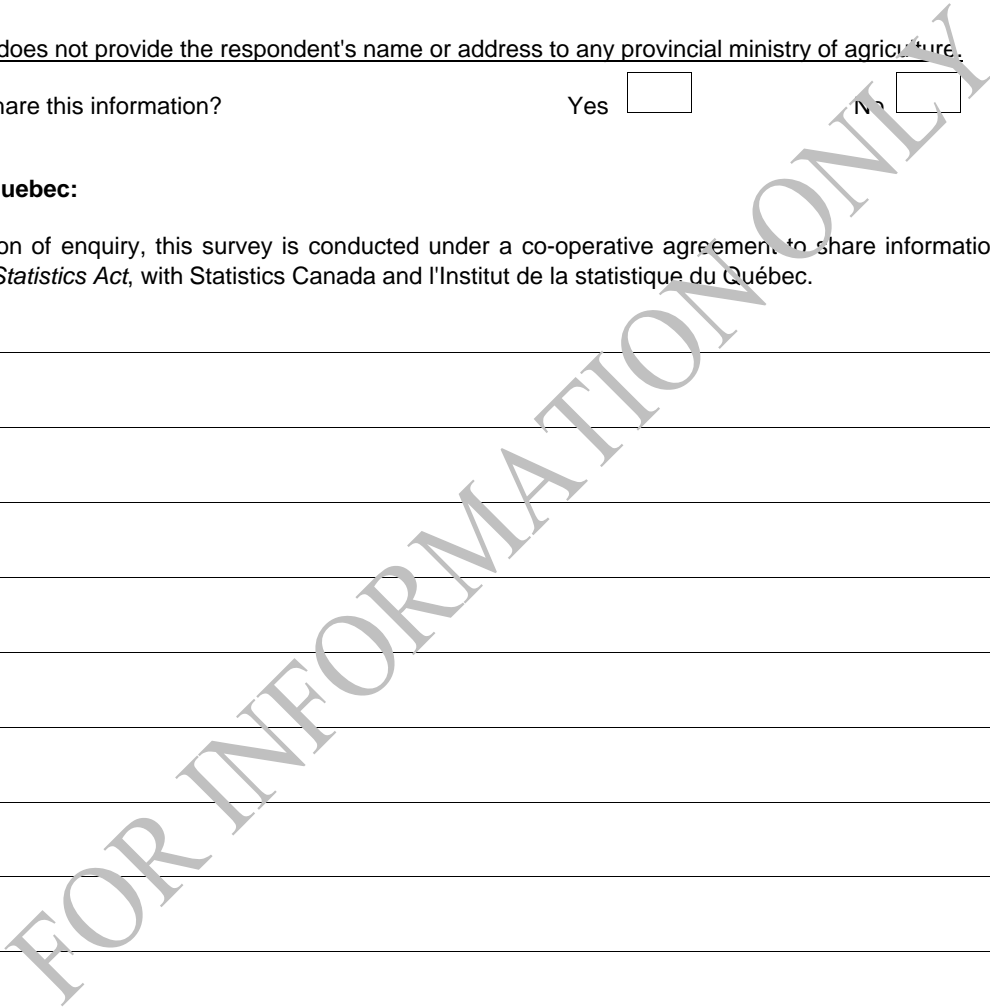 does not provide the respondent's name or address to any provincial ministry of agriculture.
hare this information? Yes No
uebec:
on of enquiry, this survey is conducted under a co-operative agreement to share informatio
Statistics Act, with Statistics Canada and l'Institut de la statistique du Québec.
FOR INFORMATION ONLY